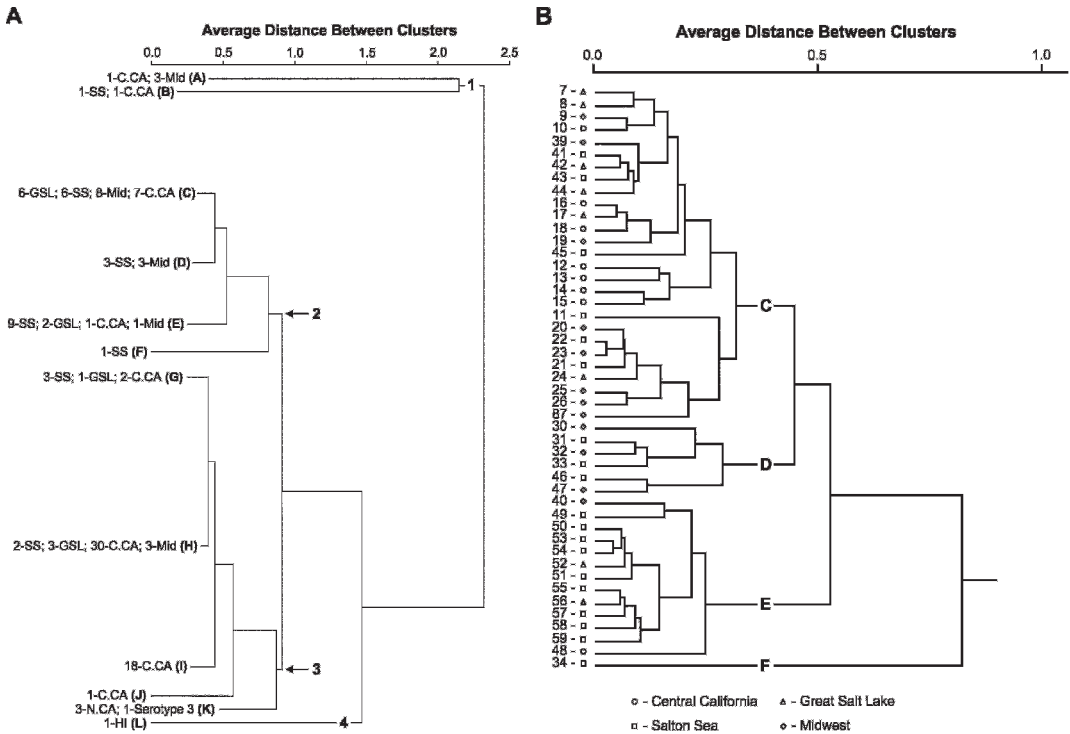 A
Average Distance Between Clusters
0.0 0.5 1.0 1.5 2.0 2.5
1-C.CA; 3-Mid (A)
1-SS; 1-C.CA (B)
1
6-GSL; 6-SS; 8-Mid; 7-C.CA (C)
3-SS; 3-Mid (D)
2
9-SS; 2-GSL; 1-C.CA; 1-Mid (E)
1-SS (F)
3-SS; 1-GSL; 2-C.CA (G)
2-SS; 3-GSL; 30-C.CA; 3-Mid (H)
18-C.CA (I)
3
1-C.CA (J)
3-N.CA; 1-Serotype 3 (K)
1-HI (L)
4
B
Average Distance Between Clusters
0.0 0.5 1.0
7 -
8 -
9 -
10 -
39 -
41 -
42 -
43 -
44 -
16 -
17 -
18 -
19 -
45 -
12 -
13 -
14 -
15 -
C
11 -
20 -
22 -
23 -
21 -
24 -
25 -
26 -
87 -
30 -
31 -
32 -
33 -
D
46 -
47 -
40 -
49 -
50 -
53 -
54 -
52 -
51 -
55 -
56 -
E
57 -
58 -
59 -
48 -
34 -
F
- Central California
- Great Salt Lake
- Salton Sea
- Midwest